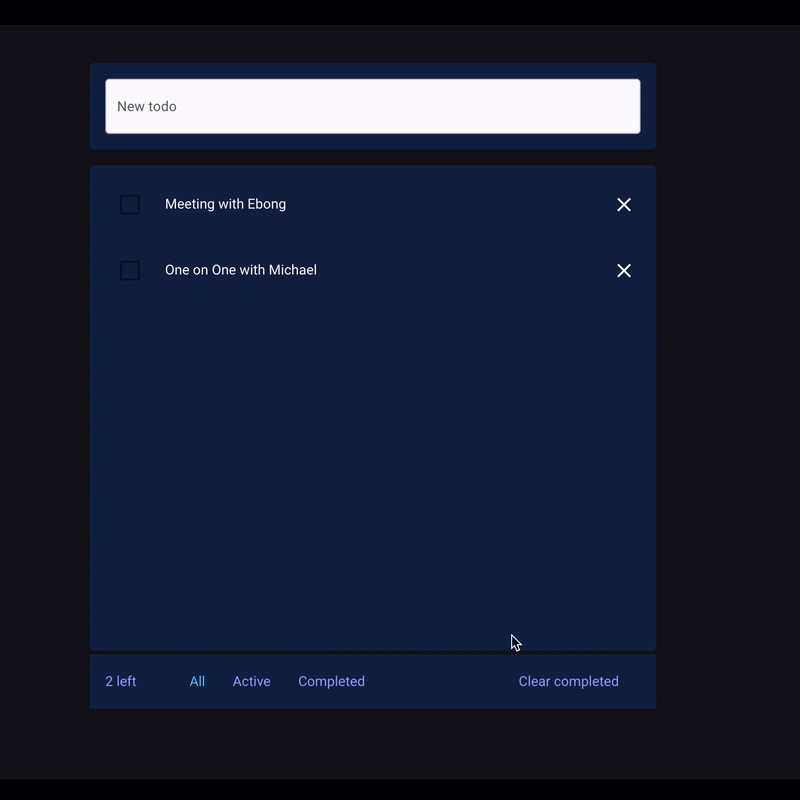 New todo
Meeting with Ebong
One on One with Michael
2 left All Active Completed Clear completed